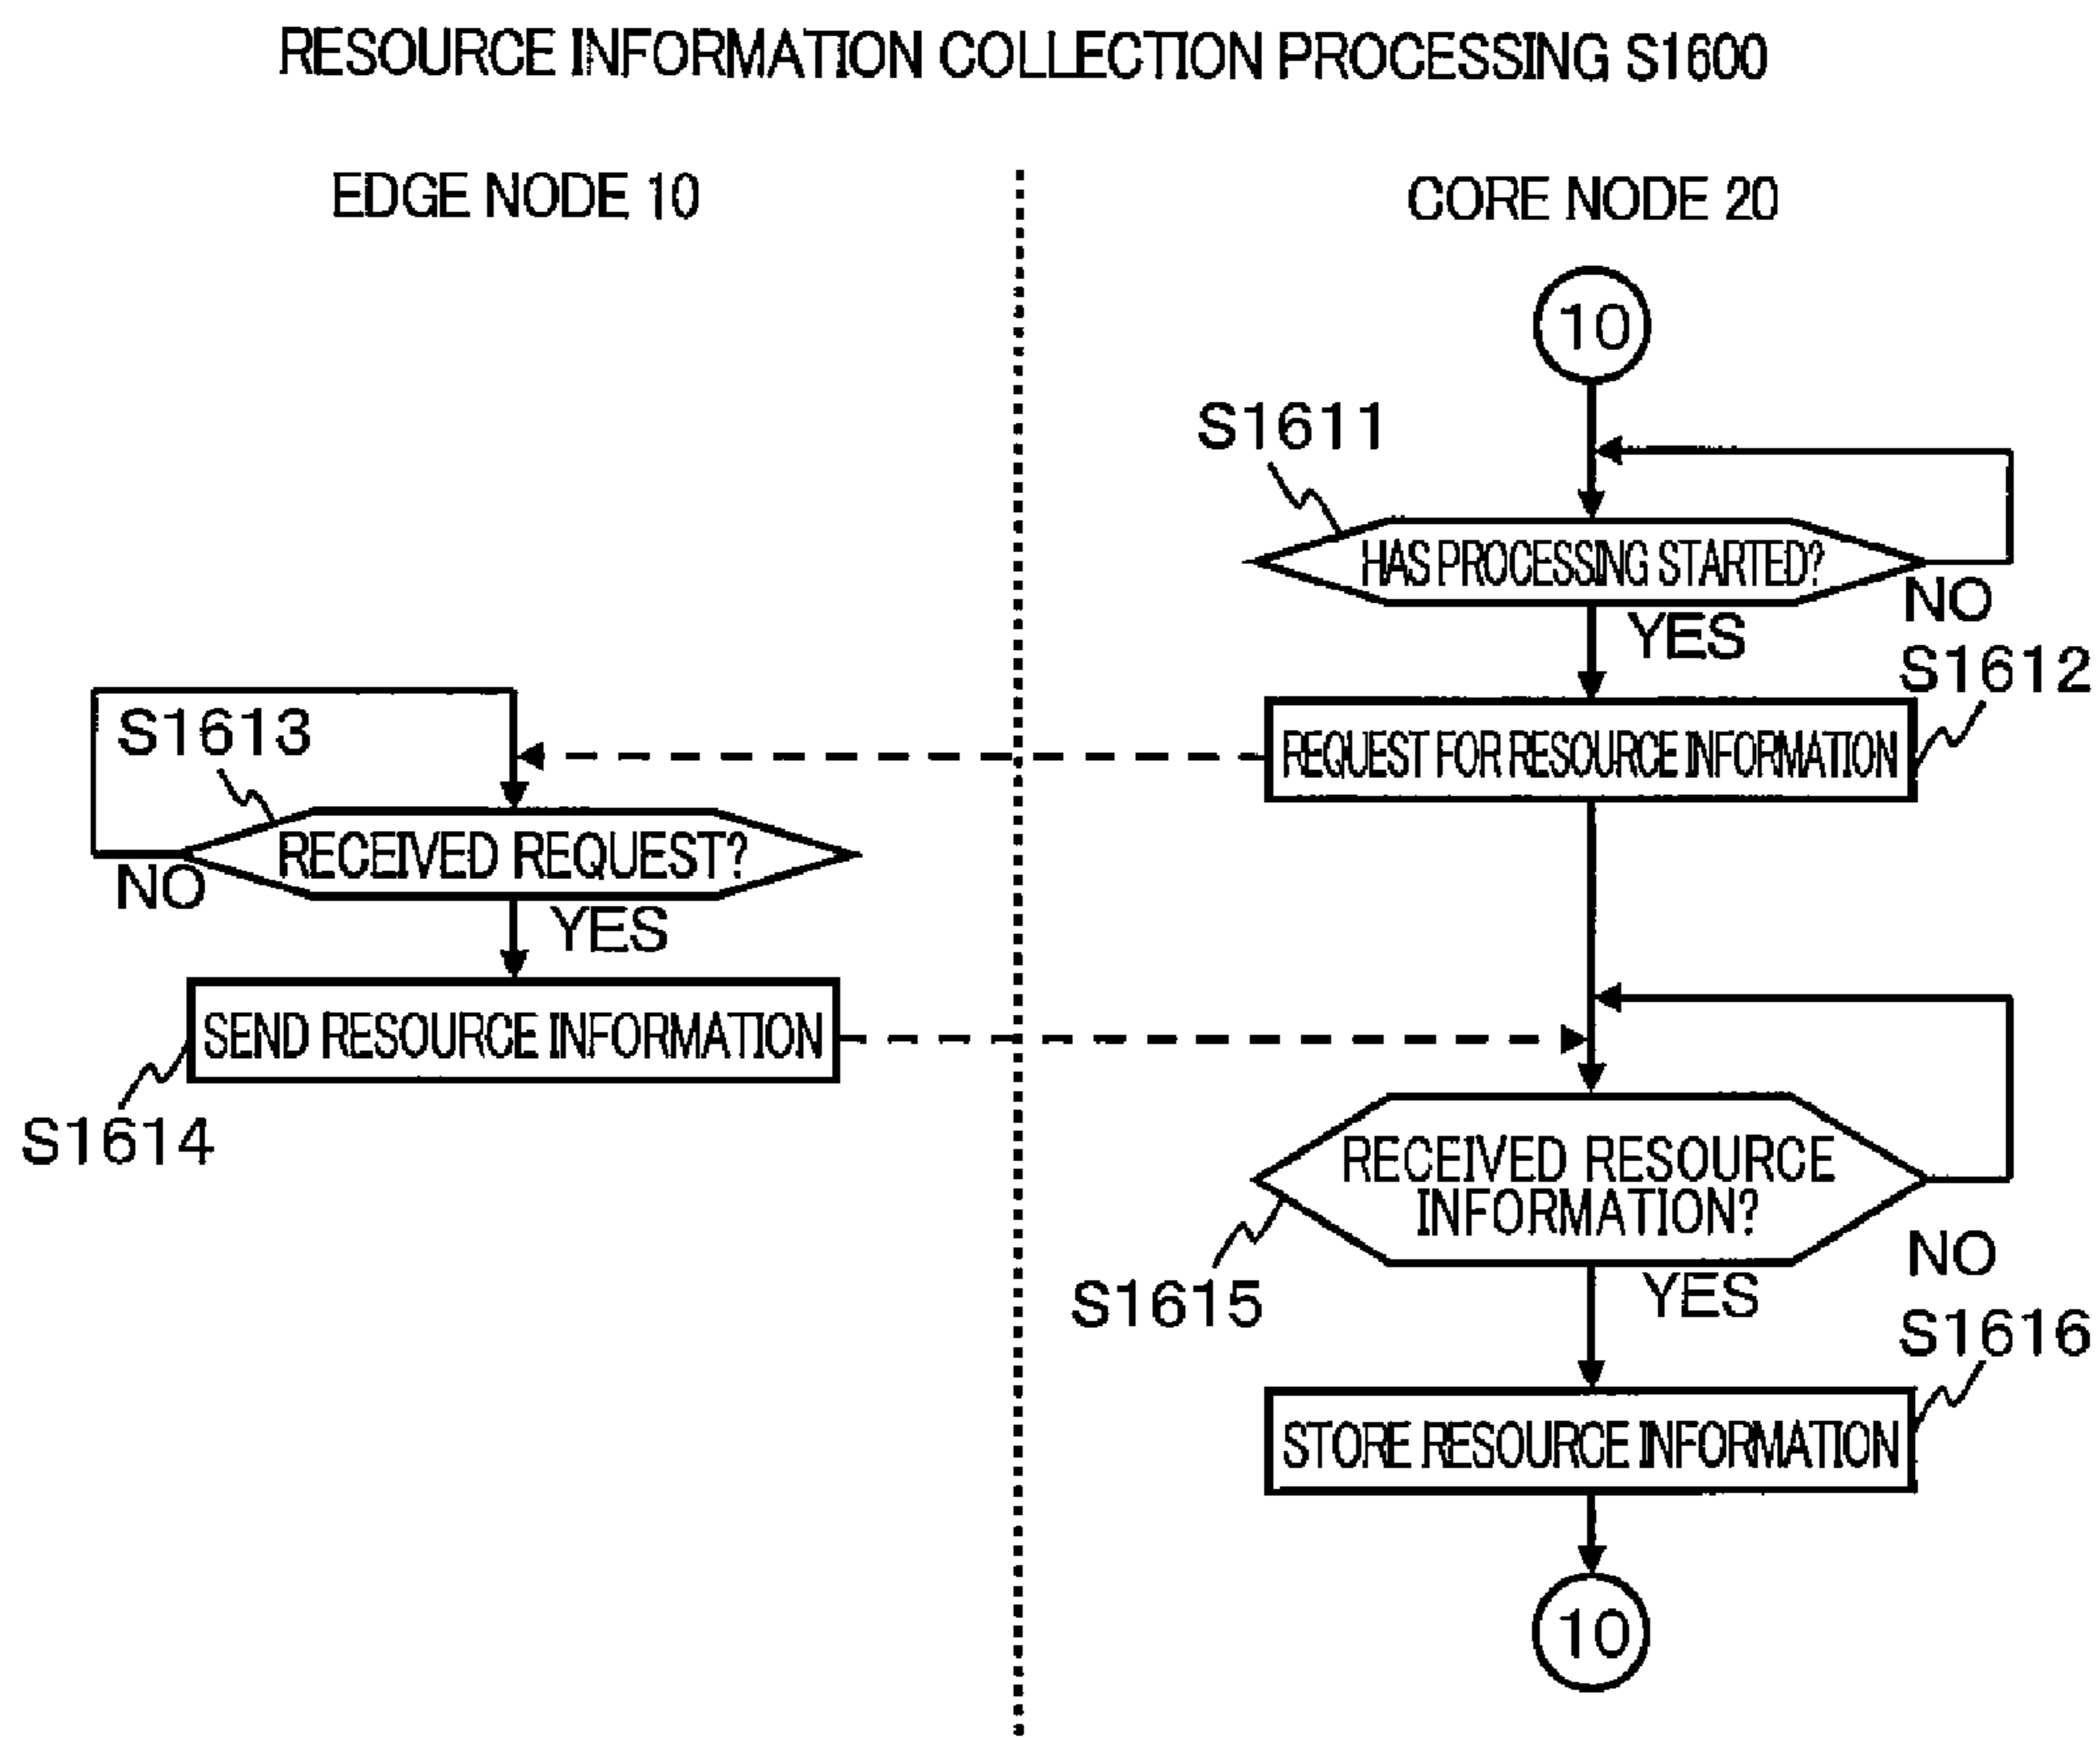 RESOURCE INFORMATION COLLECTION PROCESSING S1600
EDGE NODE 10
CORE NODE 20
10
S1611
HAS PROCESSING STARTED?
NO
YES
S1612
REQUEST FOR RESOURCE INFORMATION
S1613
RECEIVED REQUEST?
NO
YES
SEND RESOURCE INFORMATION
S1614
RECEIVED RESOURCE
INFORMATION?
NO
S1615
YES
S1616
STORE RESOURCE INFORMATION
10